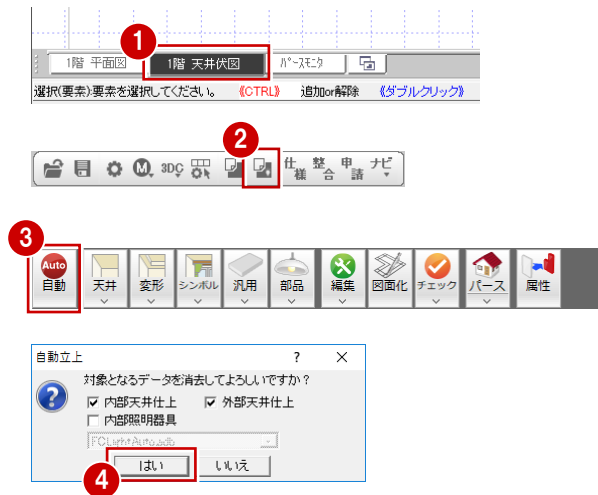 1
1階 平面図 1階 天井伏図 パースモニタ
選択(要素):要素を選択してください。 《CTRL》 追加or解除 《ダブルクリック》
2
M 3DC 仕様 整合 申請 ナビ
3
Auto
自動 天井 変形 シンボル 汎用 部品 編集 図面化 チェック パース 属性
自動立上 ? ×
対象となるデータを消去してよろしいですか?
内部天井仕上 外部天井仕上
内部照明器具
FCLightAuto.adb
はい いいえ
4